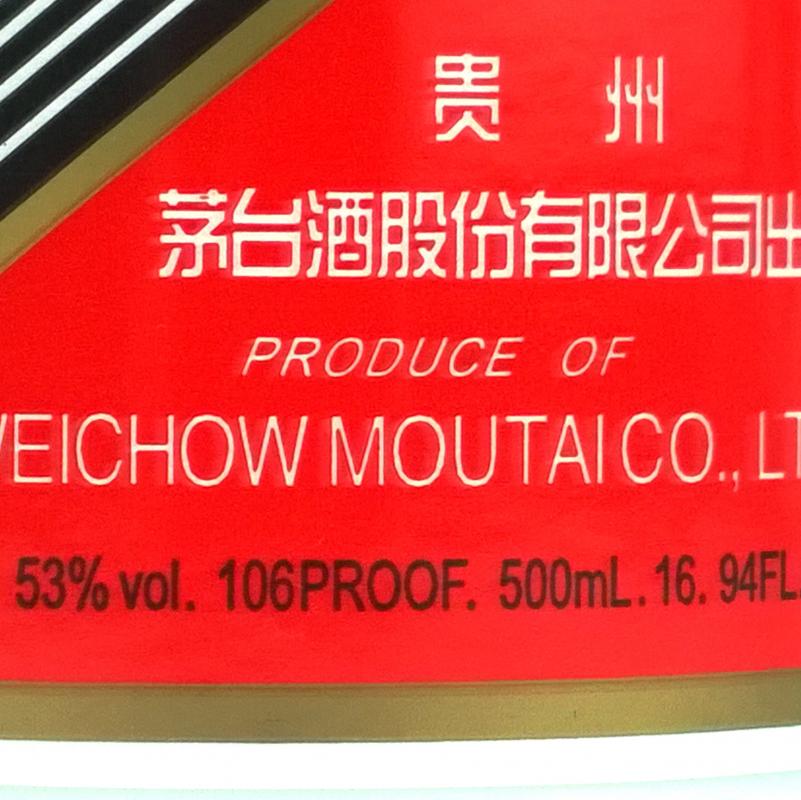 贵 州
茅台酒股份有限公司出
PRODUCE OF
WEICHOW MOUTAI CO., LT
53% vol. 106PROOF. 500mL. 16. 94FL.